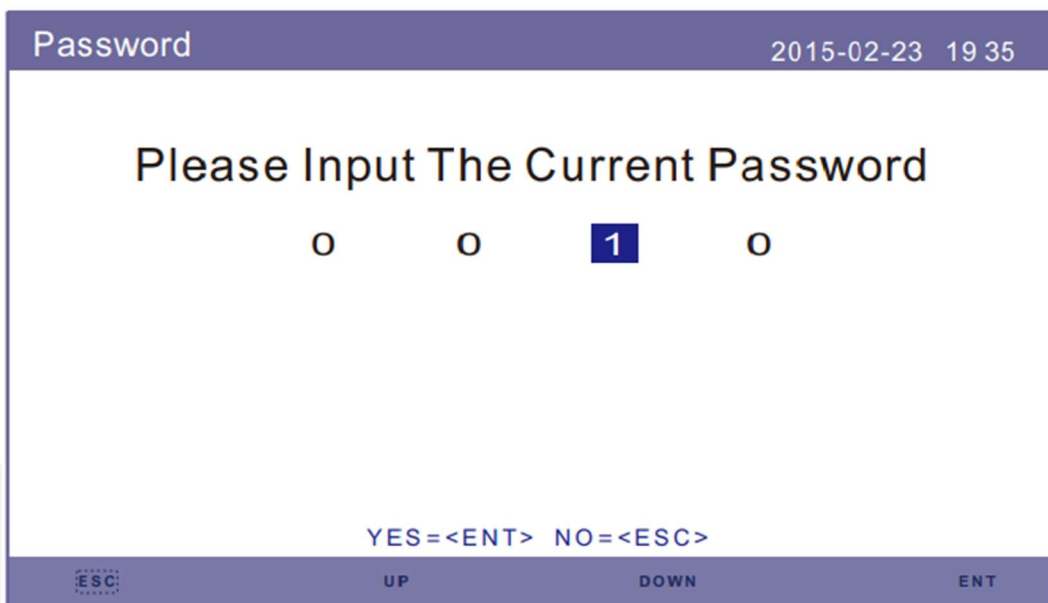 Password 2015-02-23 19 35
Please Input The Current Password
0 0 1 0
YES=<ENT> NO=<ESC>
ESC UP DOWN ENT